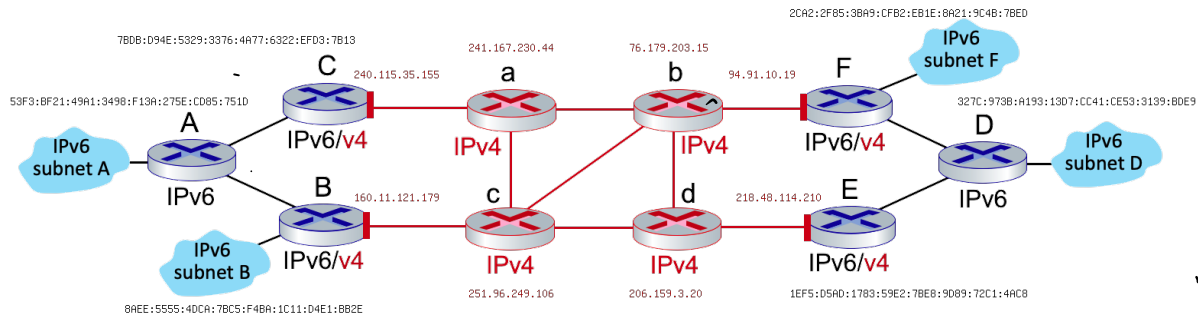 2CA2:2F85:3BA9:CFB2:EB1E:8A21:9C4B:7BED
7BDB:D94E:5329:3376:4A77:6322:EFD3:7B13
241.167.230.44
76.179.203.15
IPv6
subnet F
C
240.115.35.155
a
b
94.91.10.19
F
53F3:BF21:49A1:3498:F13A:275E:CD85:751D
327C:973B:A193:13D7:CC41:CE53:3139:BDE9
A
IPv6/v4
IPv4
IPv4
IPv6/v4
D
IPv6
subnet A
IPv6
subnet D
IPv6
IPv6
B
160.11.121.179
c
d
218.48.114.210
E
IPv6
subnet B
IPv6/v4
IPv4
IPv4
IPv6/v4
251.96.249.106
206.159.3.20
1EF5:D5AD:1783:59E2:7BE8:9D89:72C1:4AC8
8AEE:5555:4DCA:7BC5:F4BA:1C11:D4E1:BB2E